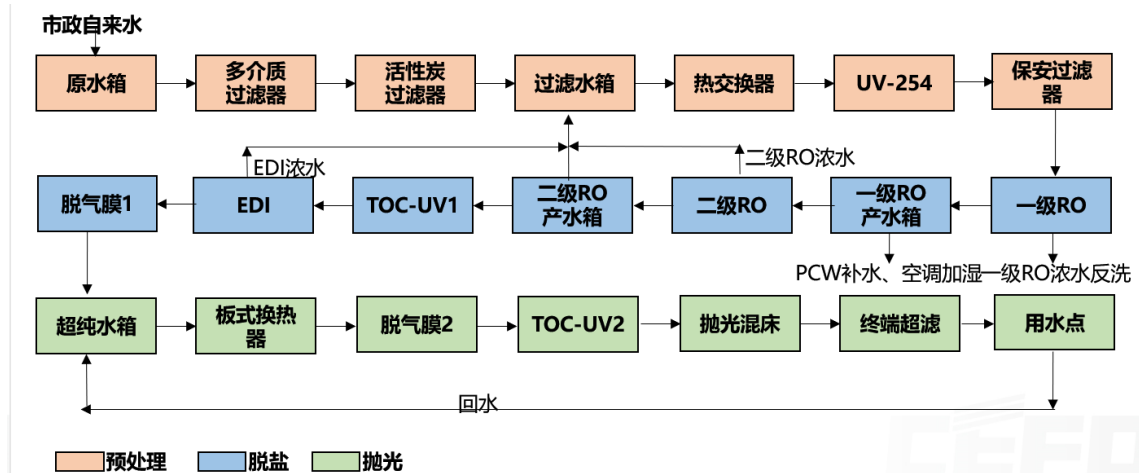 市政自来水
原水箱
多介质
过滤器
活性炭
过滤器
过滤水箱
热交换器
UV-254
保安过滤
器
EDI浓水
二级RO浓水
脱气膜1
EDI
TOC-UV1
二级RO
产水箱
二级RO
一级RO
产水箱
一级RO
PCW补水、空调加湿一级RO浓水反洗
超纯水箱
板式换热
器
脱气膜2
TOC-UV2
抛光混床
终端超滤
用水点
回水
预处理
脱盐
抛光